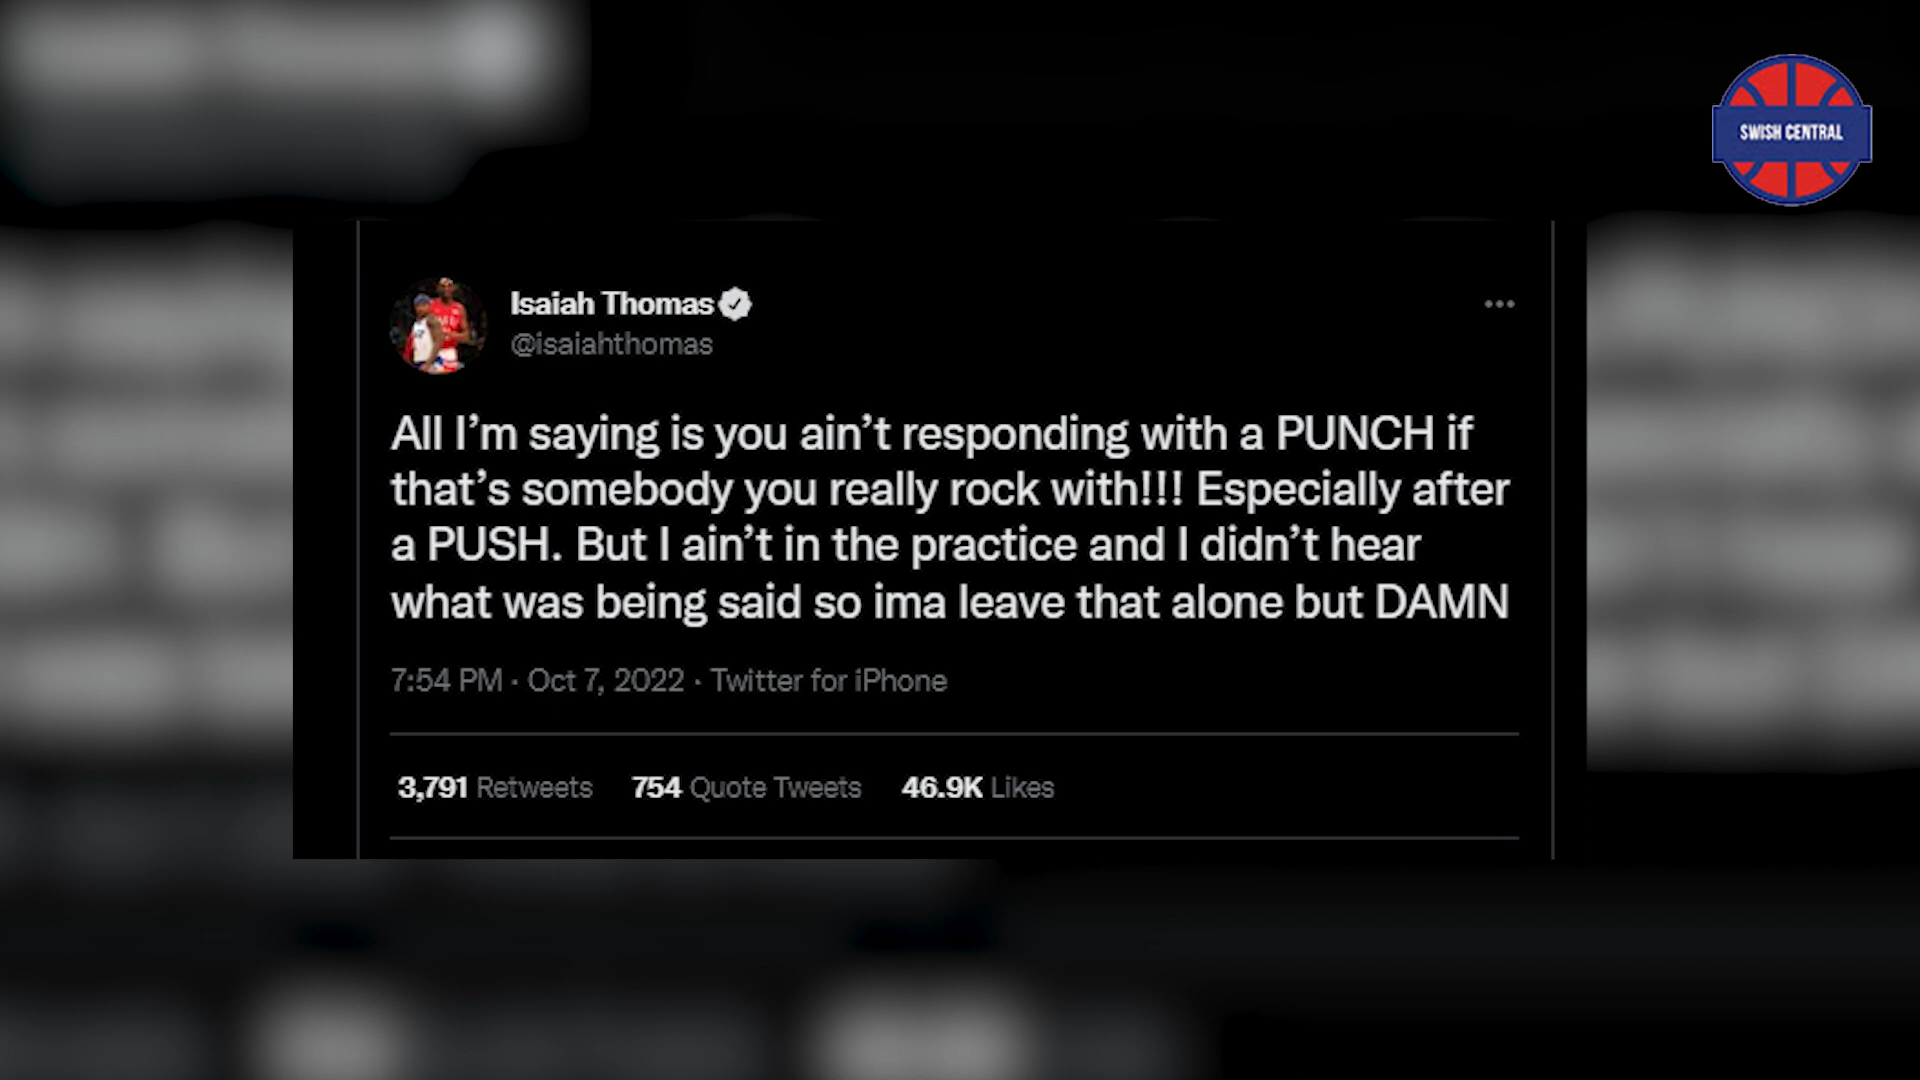 SWISH CENTRAL
Isaiah Thomas
@isaiahthomas
All I’m saying is you ain’t responding with a PUNCH if
that’s somebody you really rock with!!! Especially after
a PUSH. But I ain’t in the practice and I didn’t hear
what was being said so ima leave that alone but DAMN
7:54 PM · Oct 7, 2022 · Twitter for iPhone
3,791 Retweets 754 Quote Tweets 46.9K Likes